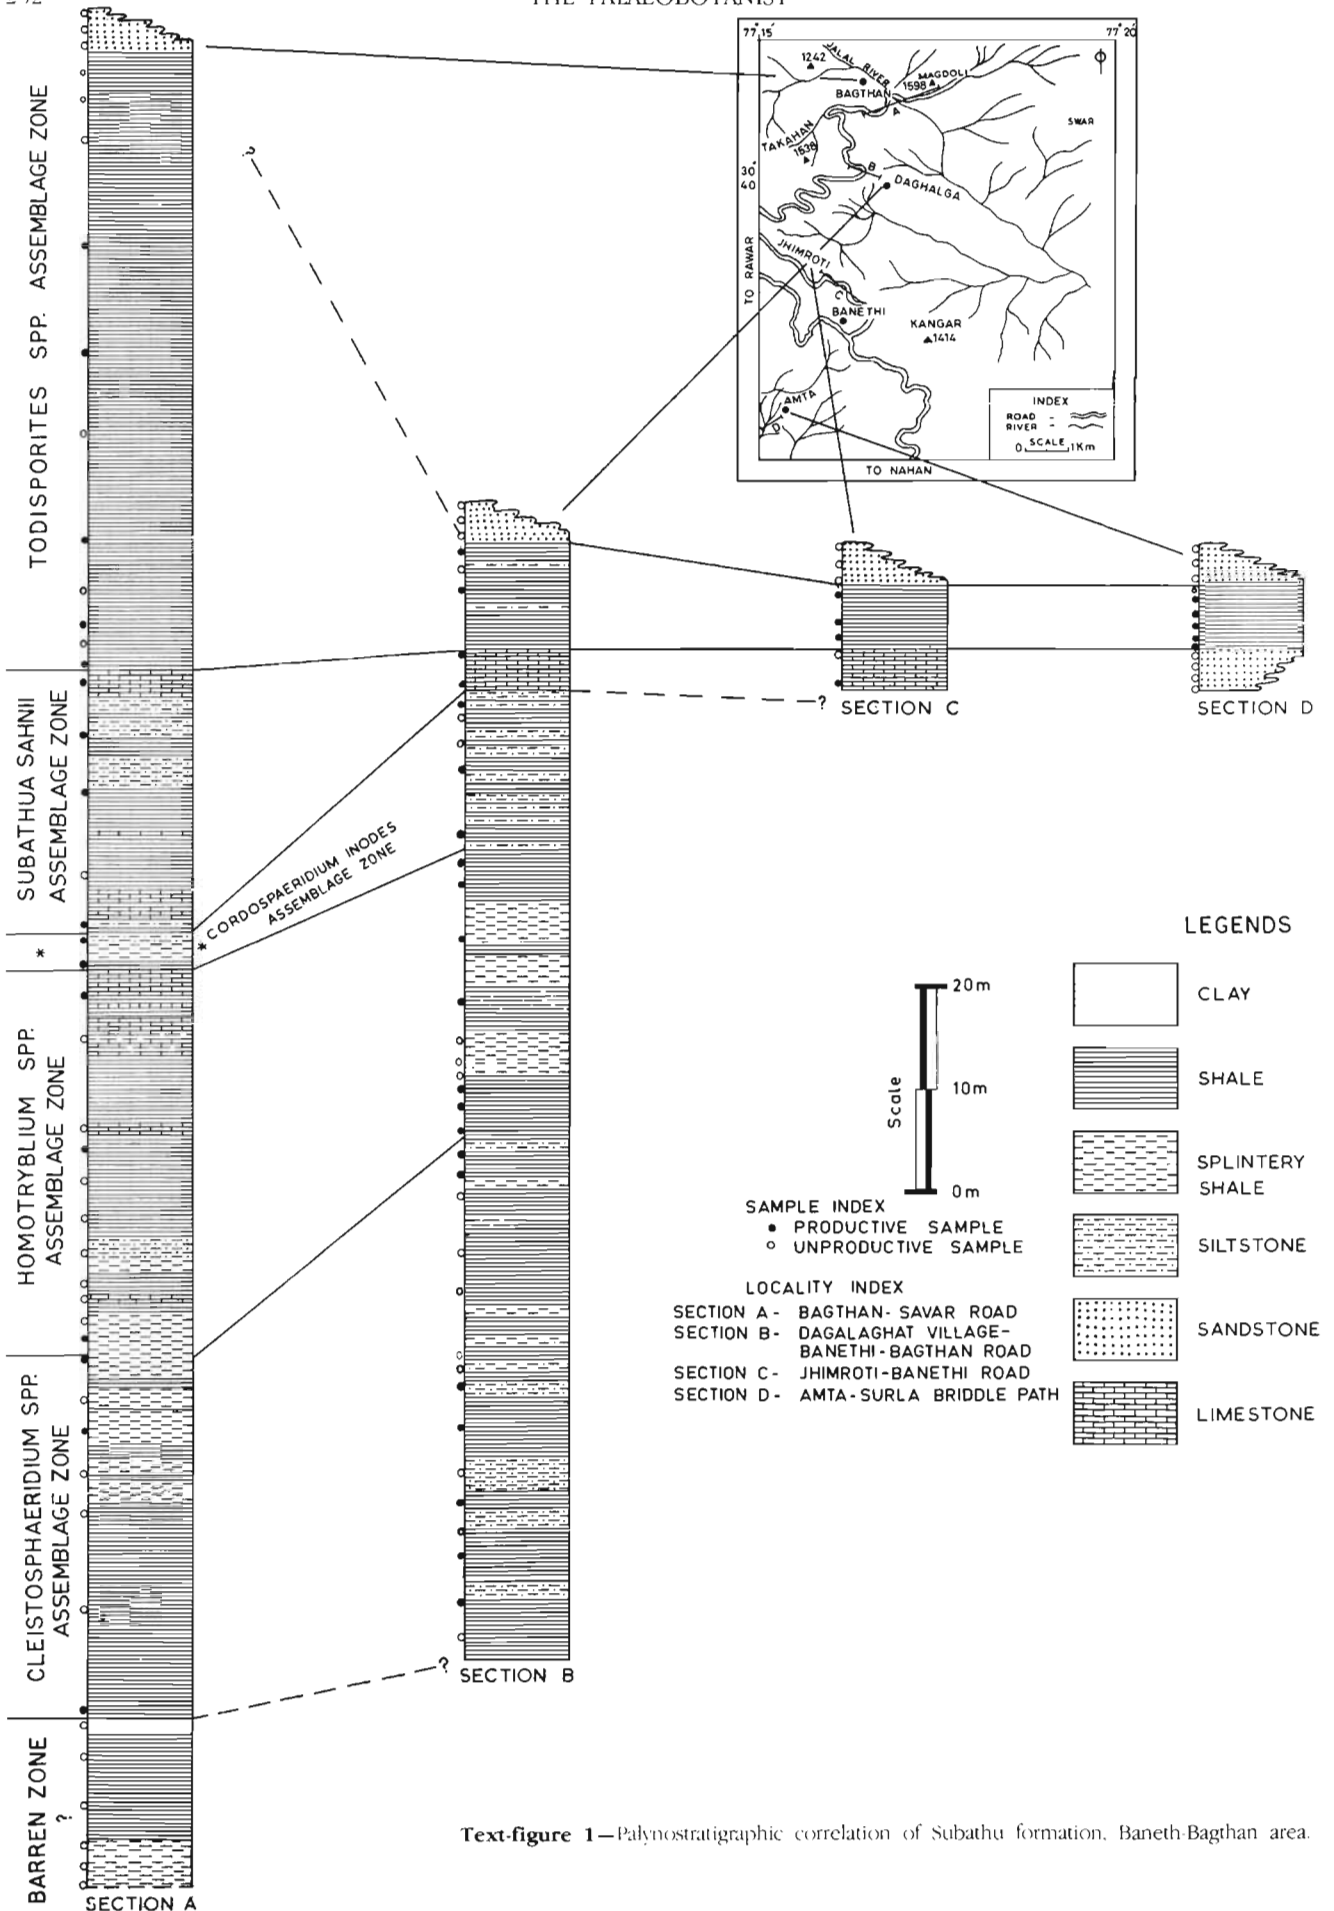 THE PALAEOBOTANIST
TODISPORITES SPP. ASSEMBLAGE ZONE
SUBATHUA SAHNII
ASSEMBLAGE ZONE
*
HOMOTRYBLIUM SPP.
ASSEMBLAGE ZONE
CLEISTOSPHAERIDIUM SPP.
ASSEMBLAGE ZONE
BARREN ZONE
?
SECTION A
?
* CORDOSPAERIDIUM INODES
ASSEMBLAGE ZONE
?
SECTION B
?
SECTION C
SECTION D
77°15'
77°20'
JALAL RIVER
1242
MAGDOLI
1598
BAGTHAN
A
SWAR
TAKAHAN
1538
30°
40
B
DAGHALGA
JHIMROTI
TO RAWAR
C
BANETHI
KANGAR
1414
AMTA
D
INDEX
ROAD -
RIVER -
0 SCALE 1Km
TO NAHAN
LEGENDS
CLAY
SHALE
SPLINTERY
SHALE
SILTSTONE
SANDSTONE
LIMESTONE
Scale
20m
10m
0m
SAMPLE INDEX
● PRODUCTIVE SAMPLE
○ UNPRODUCTIVE SAMPLE
LOCALITY INDEX
SECTION A - BAGTHAN-SAVAR ROAD
SECTION B - DAGALAGHAT VILLAGE-
BANETHI-BAGTHAN ROAD
SECTION C - JHIMROTI-BANETHI ROAD
SECTION D - AMTA-SURLA BRIDDLE PATH
Text-figure 1—Palynostratigraphic correlation of Subathu formation, Baneth-Bagthan area.